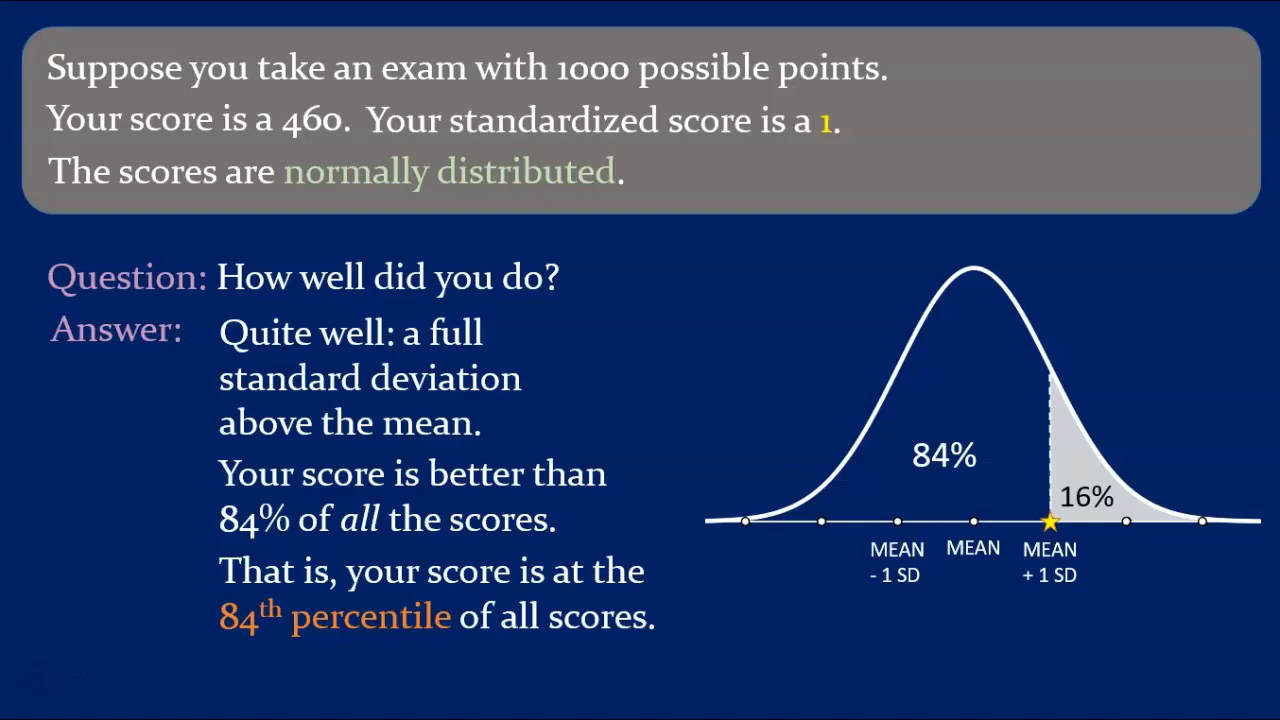 Suppose you take an exam with 1000 possible points.
Your score is a 460. Your standardized score is a 1.
The scores are normally distributed.
Question: How well did you do?
Answer: Quite well: a full
standard deviation
above the mean.
Your score is better than
84% of all the scores.
That is, your score is at the
84th percentile of all scores.
84%
16%
MEAN
- 1 SD
MEAN
MEAN
+ 1 SD